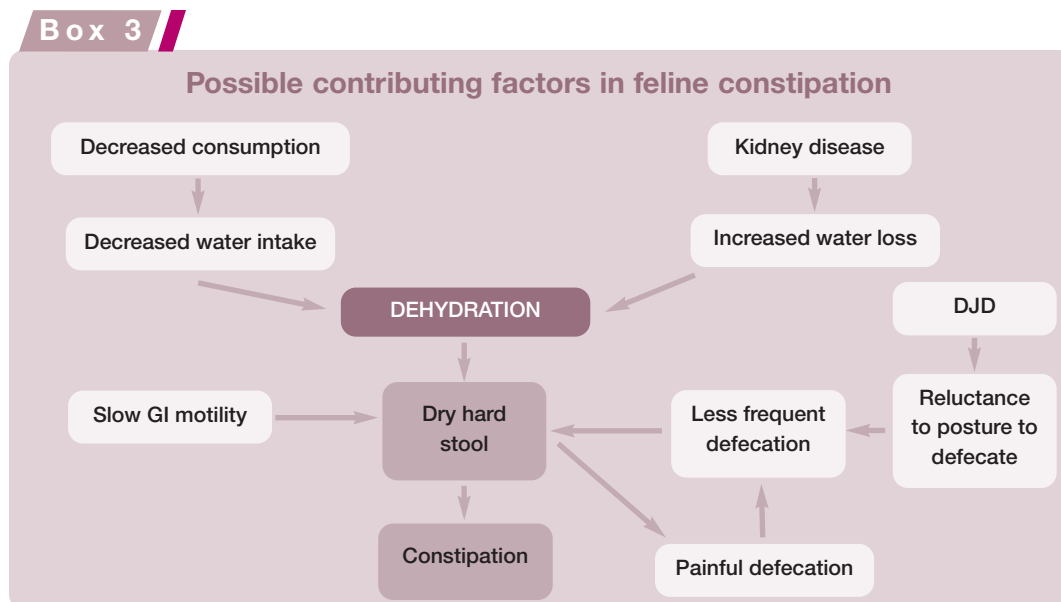 Box 3
Possible contributing factors in feline constipation
Decreased consumption
Kidney disease
Decreased water intake
Increased water loss
DEHYDRATION
DJD
Slow GI motility
Dry hard
stool
Less frequent
defecation
Reluctance
to posture to
defecate
Constipation
Painful defecation